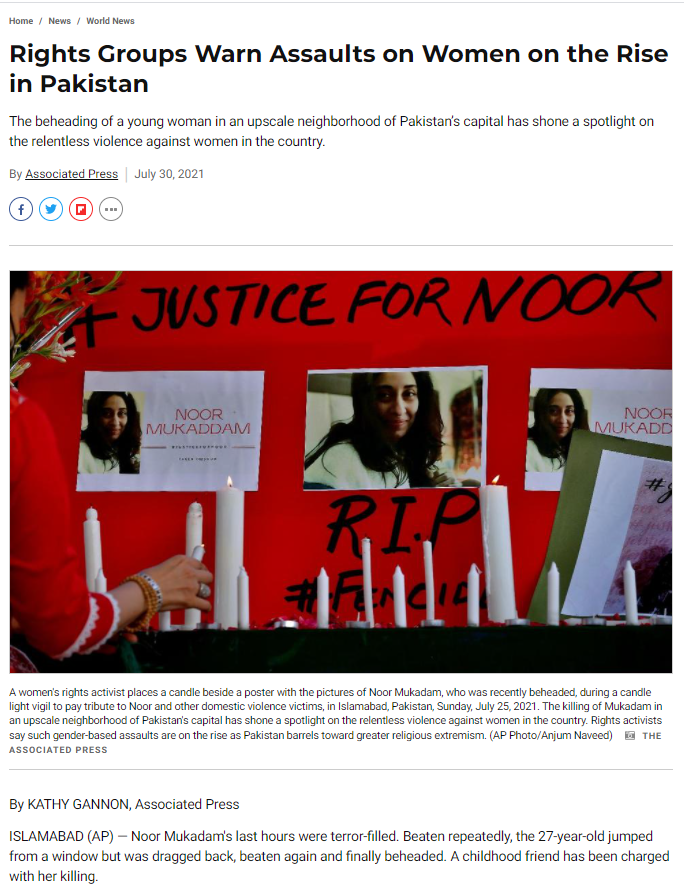 Home / News / World News
Rights Groups Warn Assaults on Women on the Rise
in Pakistan
The beheading of a young woman in an upscale neighborhood of Pakistan's capital has shone a spotlight on
the relentless violence against women in the country.
By Associated Press | July 30, 2021
# JUSTICE FOR NOOR
NOOR
MUKADDAM
NOOR
MUKADD
R.I.P
#FEMCIDE
A women's rights activist places a candle beside a poster with the pictures of Noor Mukadam, who was recently beheaded, during a candle
light vigil to pay tribute to Noor and other domestic violence victims, in Islamabad, Pakistan, Sunday, July 25, 2021. The killing of Mukadam in
an upscale neighborhood of Pakistan's capital has shone a spotlight on the relentless violence against women in the country. Rights activists
say such gender-based assaults are on the rise as Pakistan barrels toward greater religious extremism. (AP Photo/Anjum Naveed) THE
ASSOCIATED PRESS
By KATHY GANNON, Associated Press
ISLAMABAD (AP) — Noor Mukadam's last hours were terror-filled. Beaten repeatedly, the 27-year-old jumped
from a window but was dragged back, beaten again and finally beheaded. A childhood friend has been charged
with her killing.